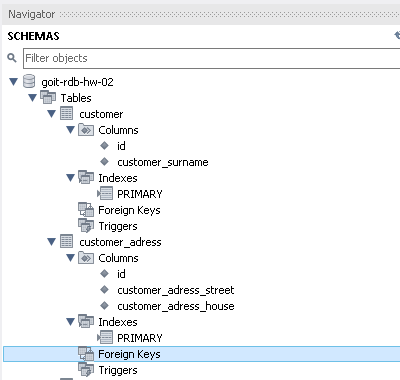 Navigator
SCHEMAS
Filter objects
goit-rdb-hw-02
Tables
customer
Columns
id
customer_surname
Indexes
PRIMARY
Foreign Keys
Triggers
customer_adress
Columns
id
customer_adress_street
customer_adress_house
Indexes
PRIMARY
Foreign Keys
Triggers